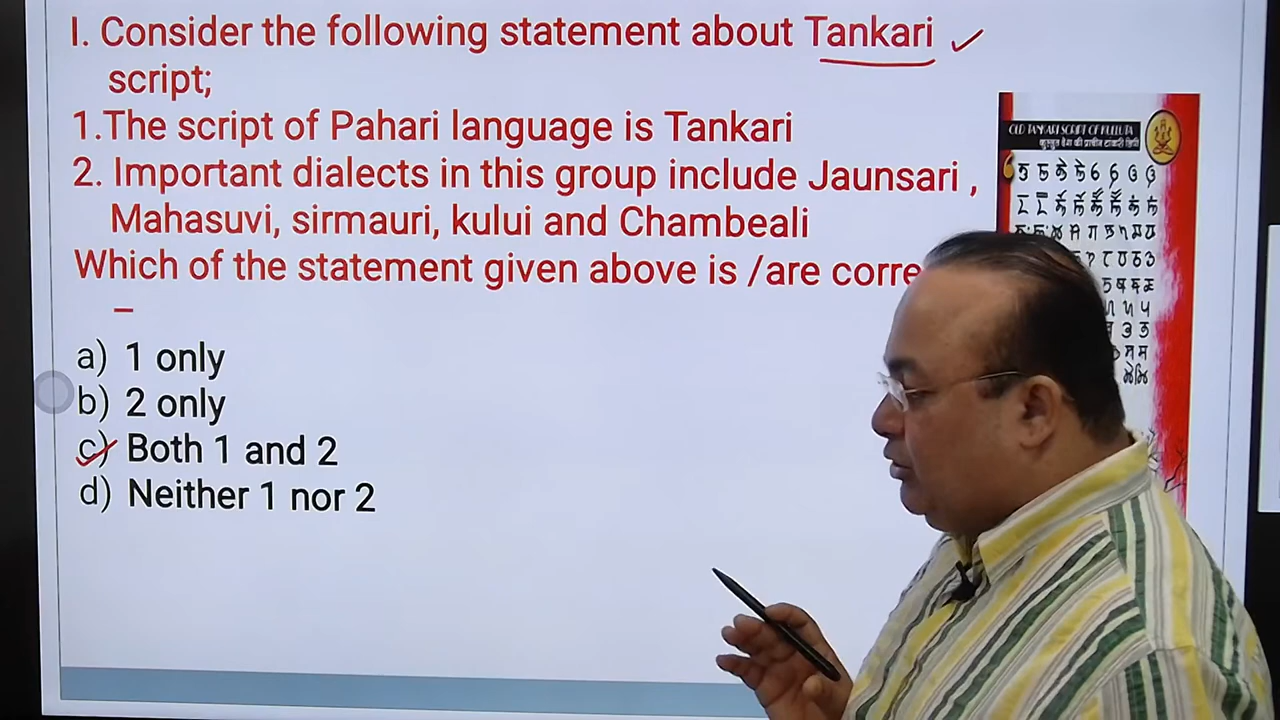 I. Consider the following statement about Tankari
script;
1.The script of Pahari language is Tankari
2. Important dialects in this group include Jaunsari ,
Mahasuvi, sirmauri, kului and Chambeali
Which of the statement given above is /are corre
–
a) 1 only
b) 2 only
c) Both 1 and 2
d) Neither 1 nor 2
OLD TANKARI SCRIPT OF KULLUTA